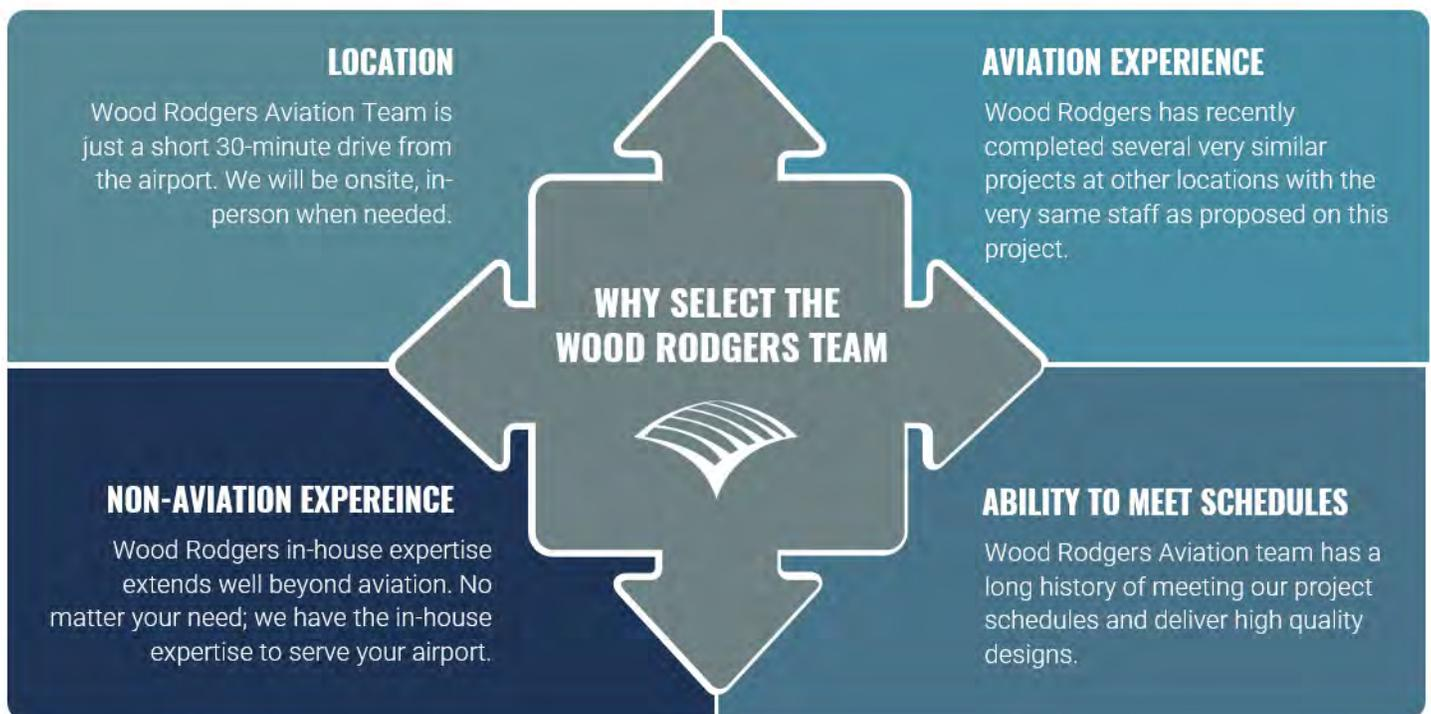 LOCATION
Wood Rodgers Aviation Team is
just a short 30-minute drive from
the airport. We will be onsite, in-
person when needed.
AVIATION EXPERIENCE
Wood Rodgers has recently
completed several very similar
projects at other locations with the
very same staff as proposed on this
project.
WHY SELECT THE
WOOD RODGERS TEAM
NON-AVIATION EXPEREINCE
Wood Rodgers in-house expertise
extends well beyond aviation. No
matter your need; we have the in-house
expertise to serve your airport.
ABILITY TO MEET SCHEDULES
Wood Rodgers Aviation team has a
long history of meeting our project
schedules and deliver high quality
designs.